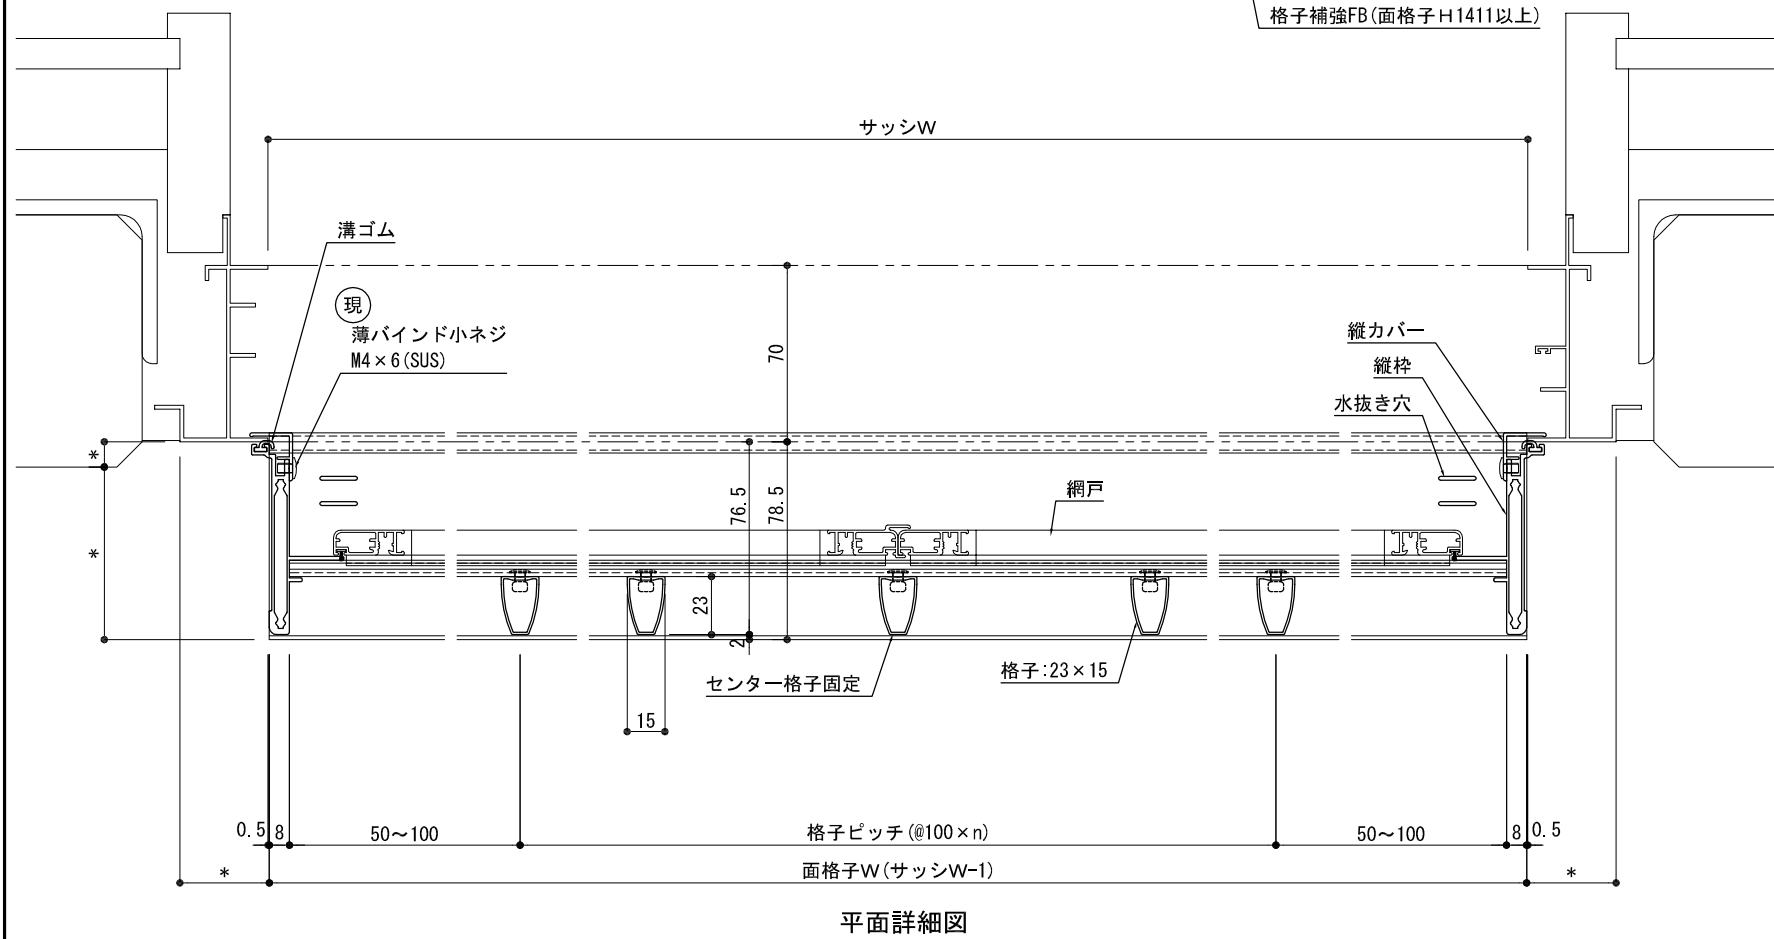 格子補強FB(面格子H1411以上)
サッシW
溝ゴム
現
薄バインド小ネジ
M4×6(SUS)
70
縦カバー
縦枠
水抜き穴
*
*
76.5
78.5
網戸
23
2
センター格子固定
格子:23×15
15
0.5
8
50~100
格子ピッチ(@100×n)
50~100
8
0.5
*
面格子W(サッシW-1)
*
平面詳細図